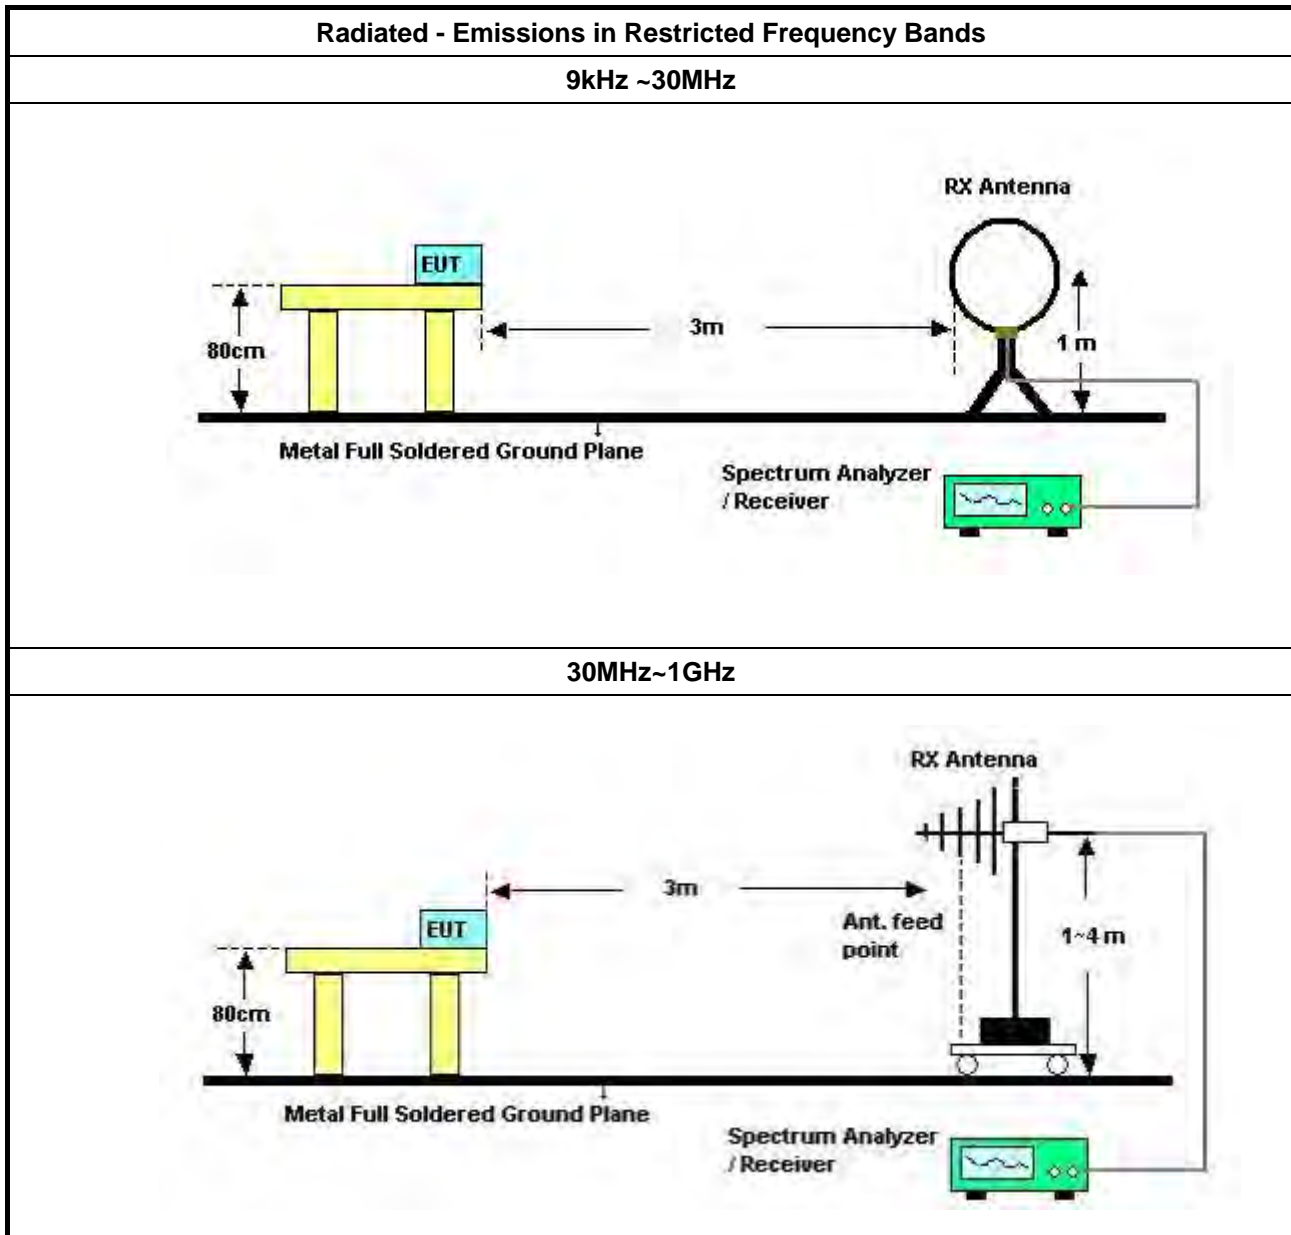 Radiated - Emissions in Restricted Frequency Bands
9kHz ~30MHz
RX Antenna
EUT
3m
80cm
1 m
Metal Full Soldered Ground Plane
Spectrum Analyzer
/ Receiver
30MHz~1GHz
RX Antenna
3m
EUT
Ant. feed
point
1~4 m
80cm
Metal Full Soldered Ground Plane
Spectrum Analyzer
/ Receiver